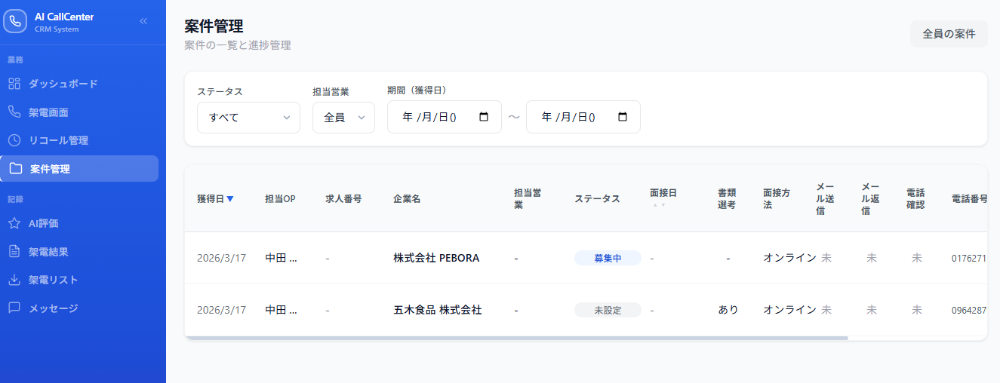 AI CallCenter
CRM System
業務
ダッシュボード
架電画面
リコール管理
案件管理
記録
AI評価
架電結果
架電リスト
メッセージ
案件管理
案件の一覧と進捗管理
全員の案件
ステータス
すべて
担当営業
全員
期間（獲得日）
年 /月/日()
～
年 /月/日()
獲得日▼ 担当OP 求人番号 企業名 担当営業 ステータス 面接日 ▲▼ 書類選考 面接方法 メール送信 メール返信 電話確認 電話番号
2026/3/17 中田 ... - 株式会社 PEBORA - 募集中 - - オンライン 未 未 未 0176271
2026/3/17 中田 ... - 五木食品 株式会社 - 未設定 - あり オンライン 未 未 未 0964287